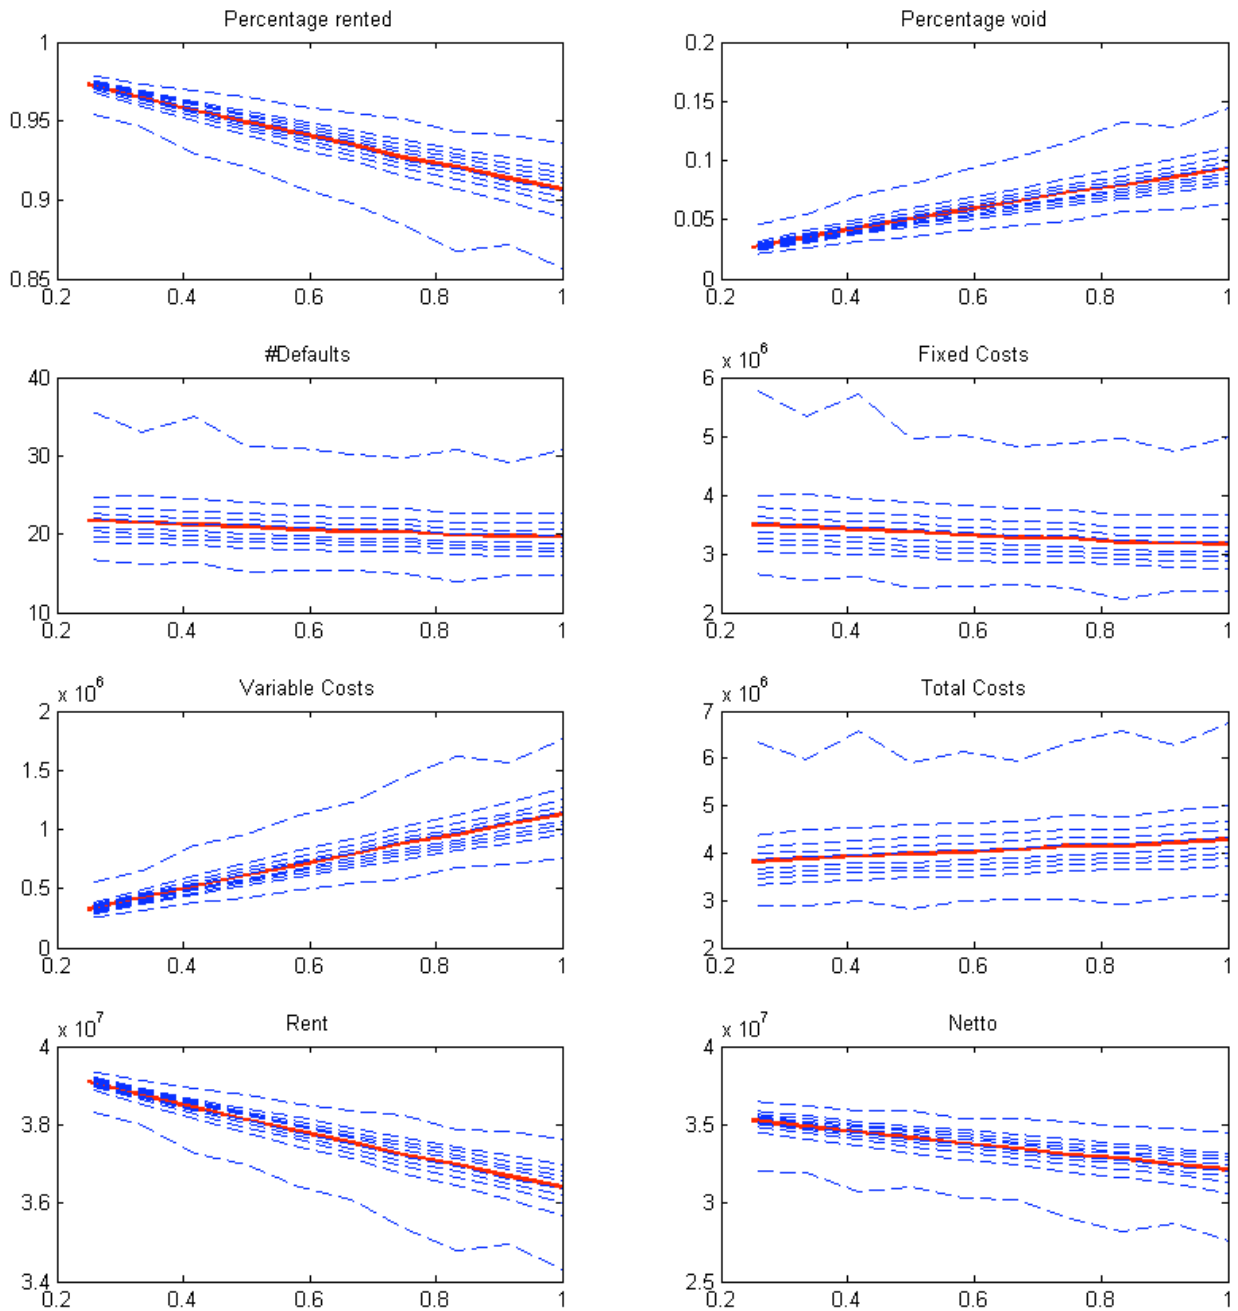 Percentage rented
1
0.95
0.9
0.85
0.2 0.4 0.6 0.8 1
Percentage void
0.2
0.15
0.1
0.05
0
0.2 0.4 0.6 0.8 1
#Defaults
40
30
20
10
0.2 0.4 0.6 0.8 1
Fixed Costs
x 10^6
6
5
4
3
2
0.2 0.4 0.6 0.8 1
Variable Costs
x 10^6
2
1.5
1
0.5
0
0.2 0.4 0.6 0.8 1
Total Costs
x 10^6
7
6
5
4
3
2
0.2 0.4 0.6 0.8 1
Rent
x 10^7
4
3.8
3.6
3.4
0.2 0.4 0.6 0.8 1
Netto
x 10^7
4
3.5
3
2.5
0.2 0.4 0.6 0.8 1